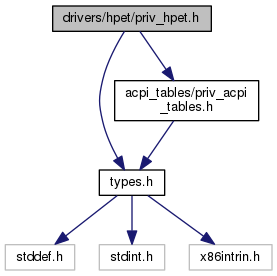 drivers/hpet/priv_hpet.h
acpi_tables/priv_acpi
_tables.h
types.h
stddef.h
stdint.h
x86intrin.h